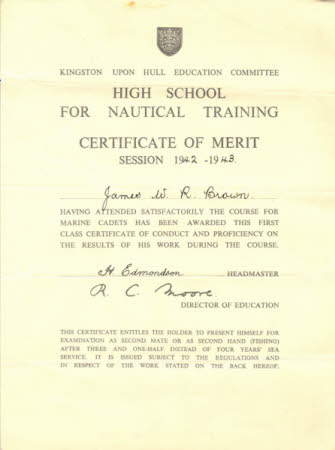 KINGSTON UPON HULL EDUCATION COMMITTEE
HIGH SCHOOL
FOR NAUTICAL TRAINING
CERTIFICATE OF MERIT
SESSION 1942-1943.
James W. R. Brown.
HAVING ATTENDED SATISFACTORILY THE COURSE FOR
MARINE CADETS HAS BEEN AWARDED THIS FIRST
CLASS CERTIFICATE OF CONDUCT AND PROFICIENCY ON
THE RESULTS OF HIS WORK DURING THE COURSE.
H Edmondson HEADMASTER
R. C. Moore.
DIRECTOR OF EDUCATION
THIS CERTIFICATE ENTITLES THE HOLDER TO PRESENT HIMSELF FOR
EXAMINATION AS SECOND MATE OR AS SECOND HAND (FISHING)
AFTER THREE AND ONE-HALF INSTEAD OF FOUR YEARS' SEA
SERVICE. IT IS ISSUED SUBJECT TO THE REGULATIONS AND
IN RESPECT OF THE WORK STATED ON THE BACK HEREOF.